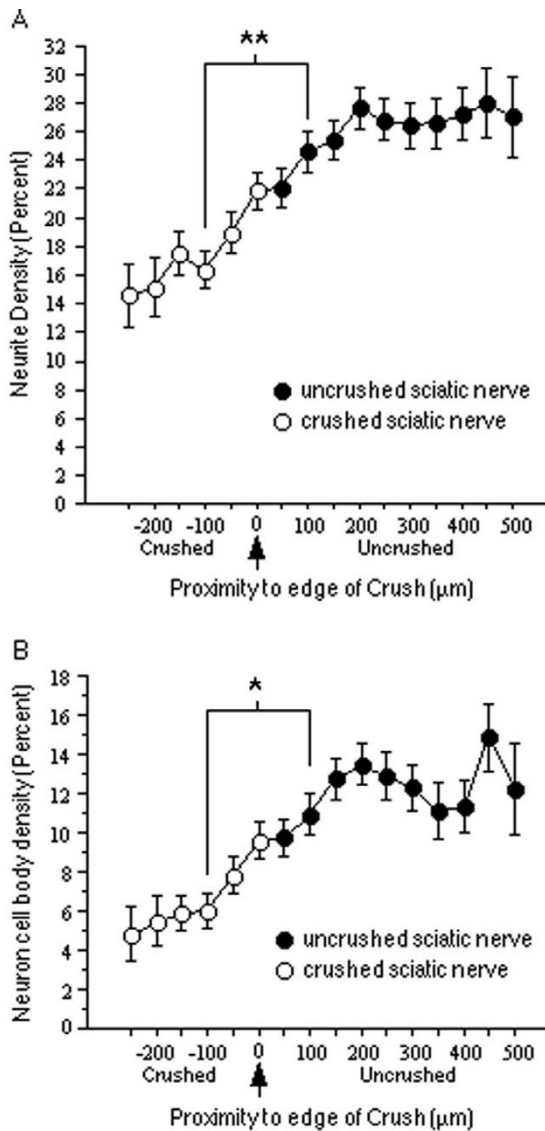 A
**
32
30
28
26
24
22
20
18
16
14
12
10
8
6
4
2
0
Neurite Density (Percent)
uncrushed sciatic nerve
crushed sciatic nerve
-200 -100 0 100 200 300 400 500
Crushed Uncrushed
Proximity to edge of Crush (μm)
B
*
18
16
14
12
10
8
6
4
2
0
Neuron cell body density (Percent)
uncrushed sciatic nerve
crushed sciatic nerve
-200 -100 0 100 200 300 400 500
Crushed Uncrushed
Proximity to edge of Crush (μm)